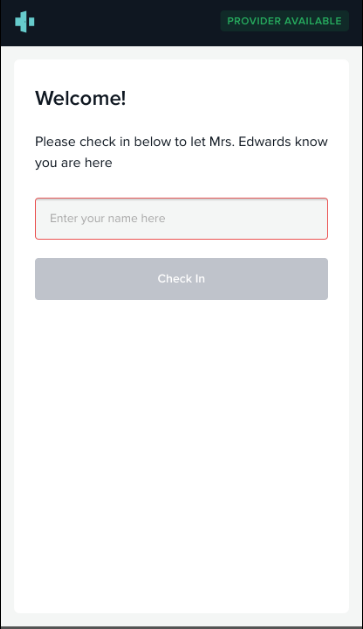 PROVIDER AVAILABLE
Welcome!
Please check in below to let Mrs. Edwards know
you are here
Enter your name here
Check In